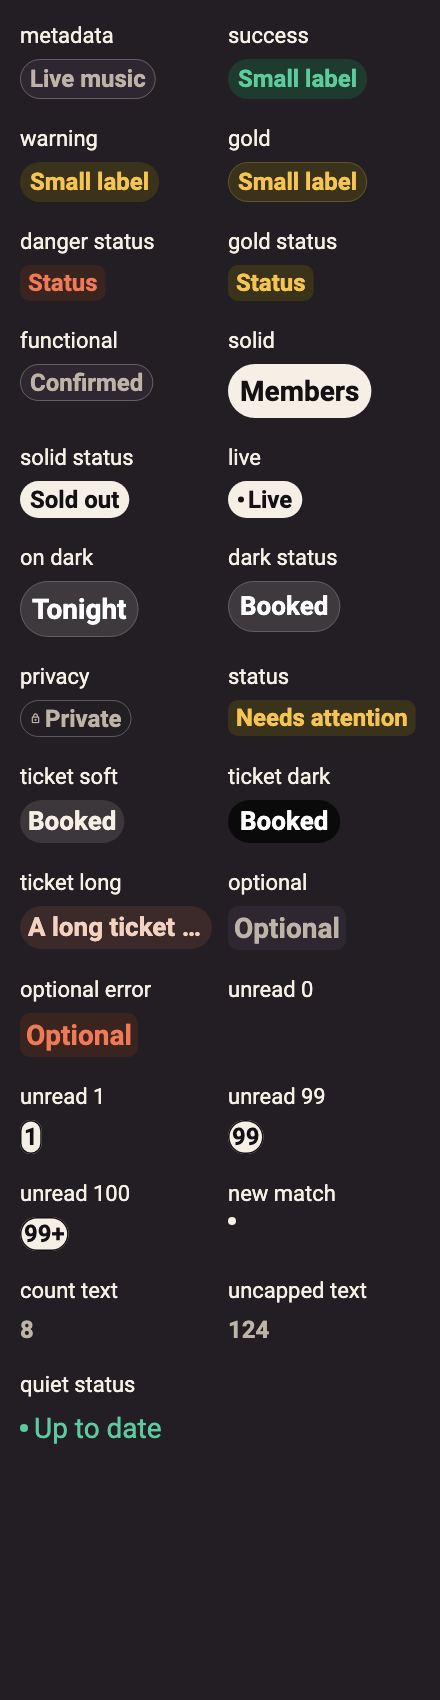 metadata success
Live music Small label
warning gold
Small label Small label
danger status gold status
Status Status
functional solid
Confirmed Members
solid status live
Sold out •Live
on dark dark status
Tonight Booked
privacy status
Private Needs attention
ticket soft ticket dark
Booked Booked
ticket long optional
A long ticket ... Optional
optional error unread 0
Optional
unread 1 unread 99
1 99
unread 100 new match
99+
count text uncapped text
8 124
quiet status
•Up to date